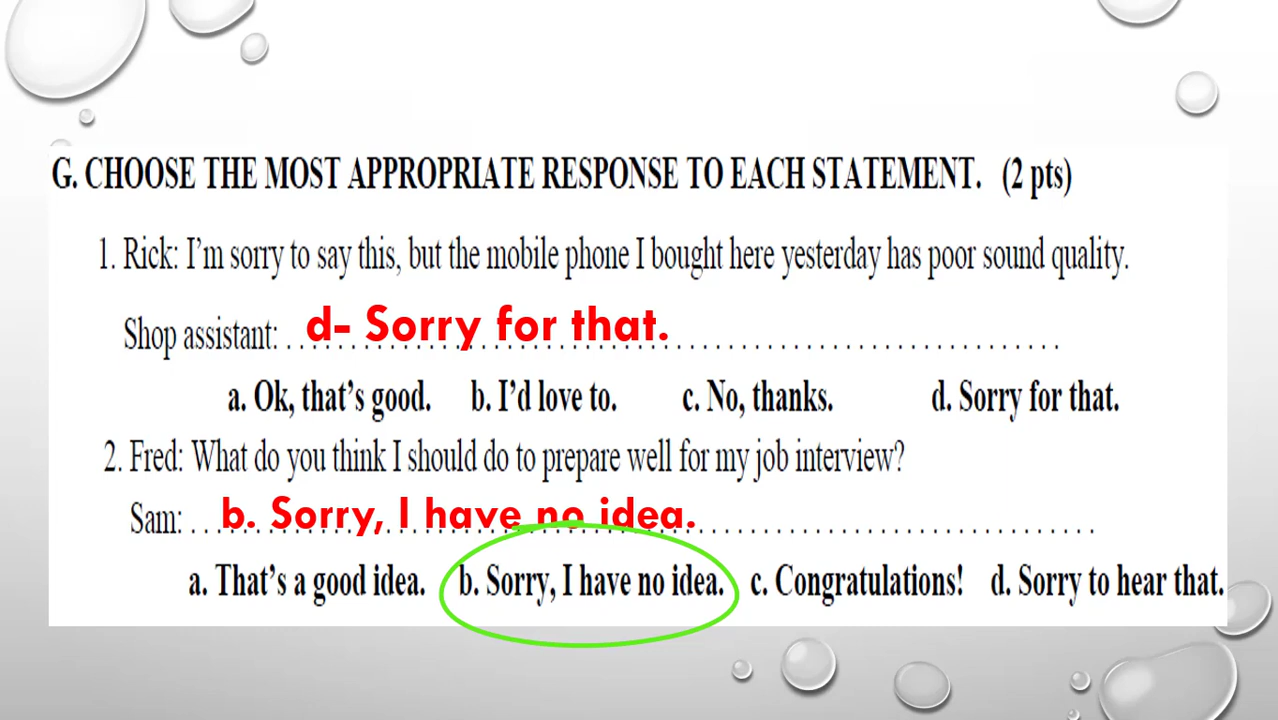 G. CHOOSE THE MOST APPROPRIATE RESPONSE TO EACH STATEMENT. (2 pts)
1. Rick: I'm sorry to say this, but the mobile phone I bought here yesterday has poor sound quality.
Shop assistant: d- Sorry for that.
a. Ok, that's good. b. I'd love to. c. No, thanks. d. Sorry for that.
2. Fred: What do you think I should do to prepare well for my job interview?
Sam: b. Sorry, I have no idea.
a. That's a good idea. b. Sorry, I have no idea. c. Congratulations! d. Sorry to hear that.